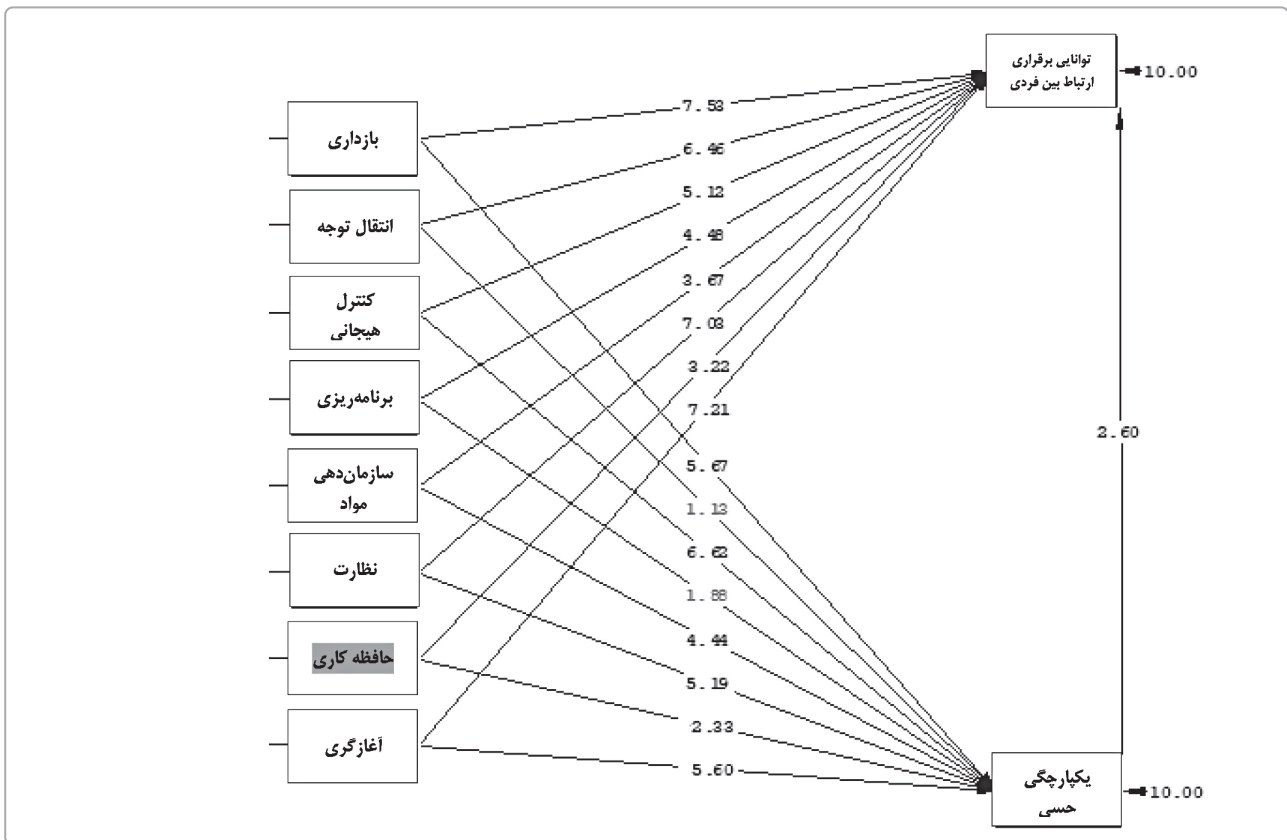 توانایی برقراری
ارتباط بین فردی
10.00
بازداری
7.53
انتقال توجه
6.46
کنترل
هیجانی
5.12
برنامه‌ریزی
4.48
سازمان‌دهی
مواد
3.67
نظارت
7.03
حافظه کاری
3.22
آغازگری
7.21
2.60
5.67
1.13
6.62
1.88
4.44
5.19
2.33
5.60
یکپارچگی
حسی
10.00